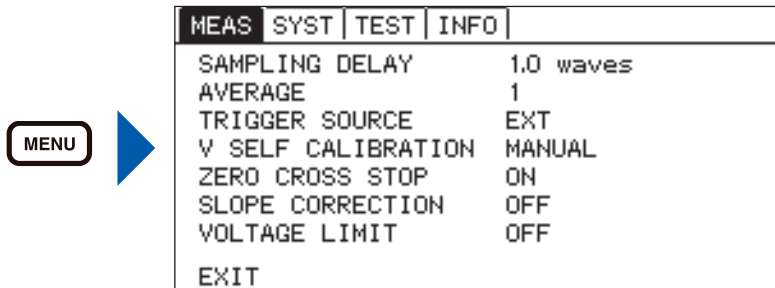 MENU
MEAS SYST TEST INFO
SAMPLING DELAY 1.0 waves
AVERAGE 1
TRIGGER SOURCE EXT
V SELF CALIBRATION MANUAL
ZERO CROSS STOP ON
SLOPE CORRECTION OFF
VOLTAGE LIMIT OFF
EXIT